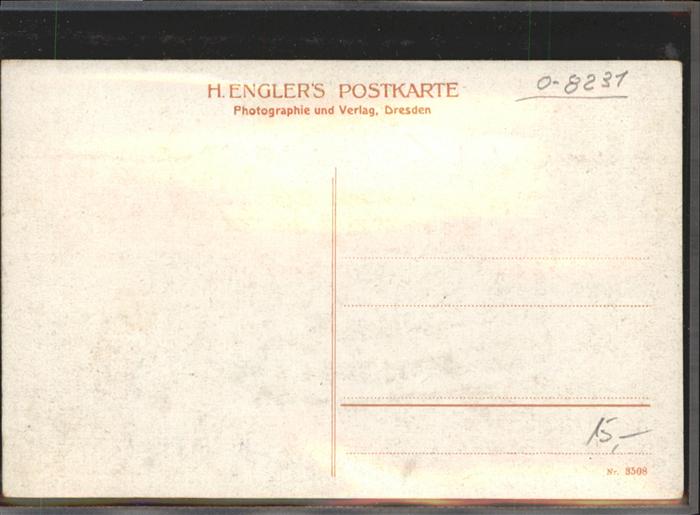 H. ENGLER'S POSTKARTE
Photographie und Verlag, Dresden
0-8231
15,—
Nr. 3508